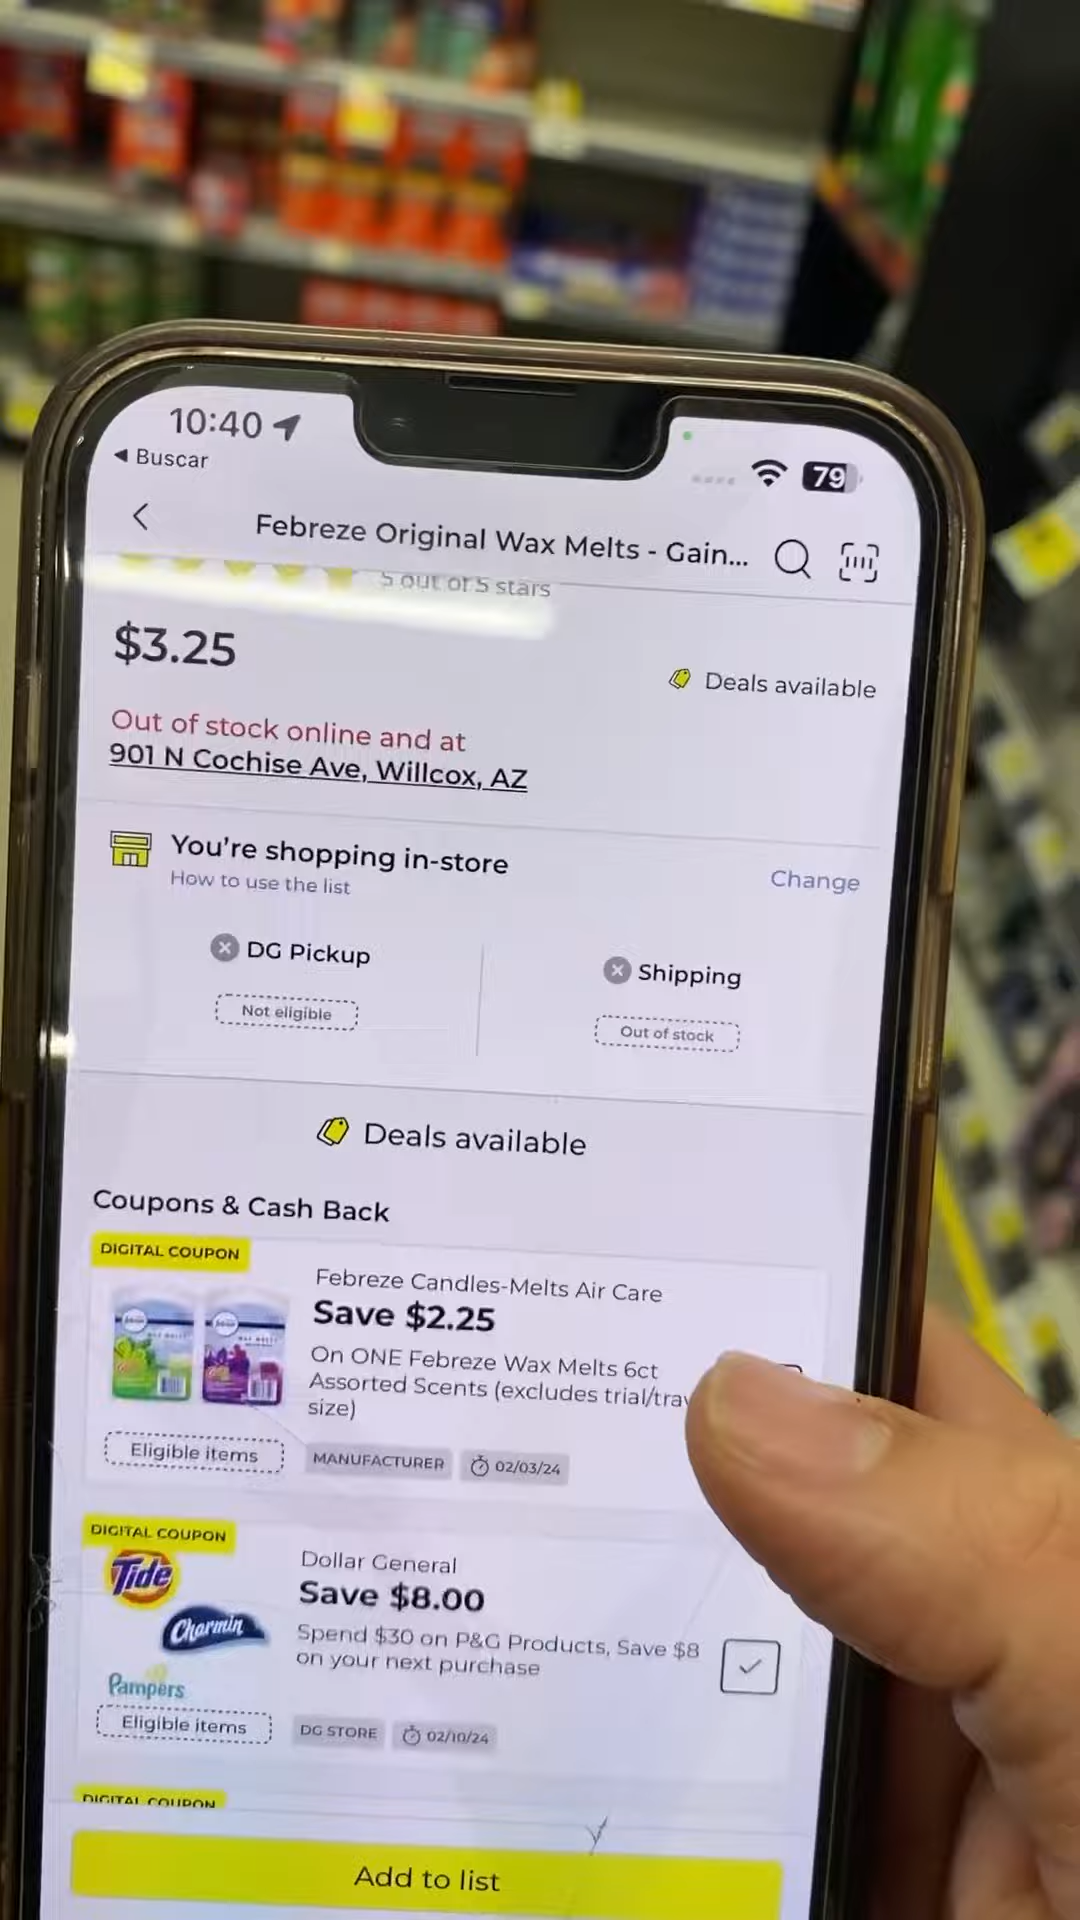 10:40
◀ Buscar
79
Febreze Original Wax Melts - Gain...
5 out of 5 stars
$3.25
Deals available
Out of stock online and at
901 N Cochise Ave, Willcox, AZ
You're shopping in-store
How to use the list
Change
DG Pickup
Shipping
Not eligible
Out of stock
Deals available
Coupons & Cash Back
DIGITAL COUPON
Febreze Candles-Melts Air Care
Save $2.25
On ONE Febreze Wax Melts 6ct
Assorted Scents (excludes trial/trav
size)
Eligible items
MANUFACTURER
02/03/24
DIGITAL COUPON
Tide
Charmin
Pampers
Dollar General
Save $8.00
Spend $30 on P&G Products, Save $8
on your next purchase
Eligible items
DG STORE
02/10/24
DIGITAL COUPON
Add to list